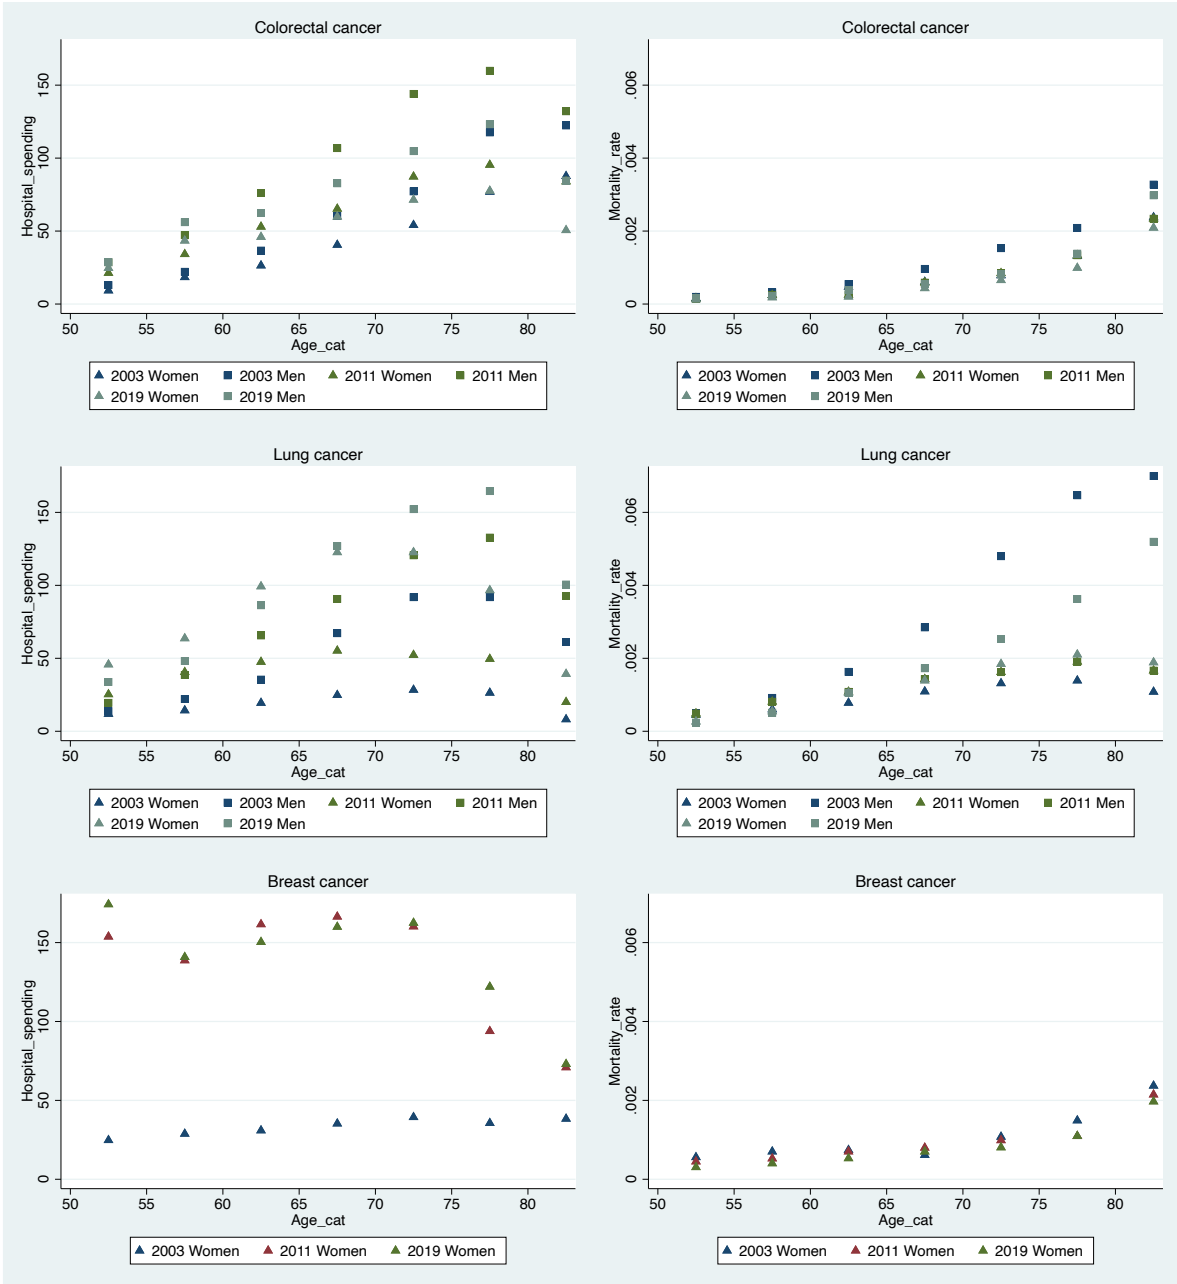 Colorectal cancer
Hospital_spending
150
100
50
0
50 55 60 65 70 75 80
Age_cat
2003 Women 2003 Men 2011 Women 2011 Men
2019 Women 2019 Men
Colorectal cancer
Mortality_rate
.006
.004
.002
0
50 55 60 65 70 75 80
Age_cat
2003 Women 2003 Men 2011 Women 2011 Men
2019 Women 2019 Men
Lung cancer
Hospital_spending
150
100
50
0
50 55 60 65 70 75 80
Age_cat
2003 Women 2003 Men 2011 Women 2011 Men
2019 Women 2019 Men
Lung cancer
Mortality_rate
.006
.004
.002
0
50 55 60 65 70 75 80
Age_cat
2003 Women 2003 Men 2011 Women 2011 Men
2019 Women 2019 Men
Breast cancer
Hospital_spending
150
100
50
0
50 55 60 65 70 75 80
Age_cat
2003 Women 2011 Women 2019 Women
Breast cancer
Mortality_rate
.006
.004
.002
0
50 55 60 65 70 75 80
Age_cat
2003 Women 2011 Women 2019 Women